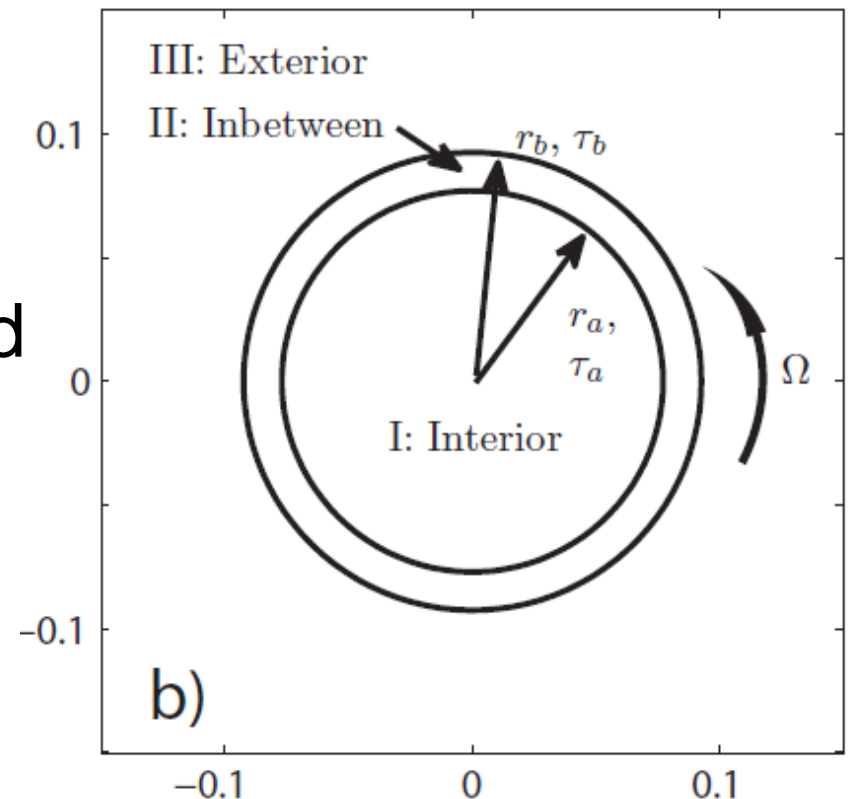 III: Exterior
II: Inbetween
r_b, τ_b
r_a,
τ_a
I: Interior
Ω
d
0.1
0
–0.1
b)
−0.1
0
0.1